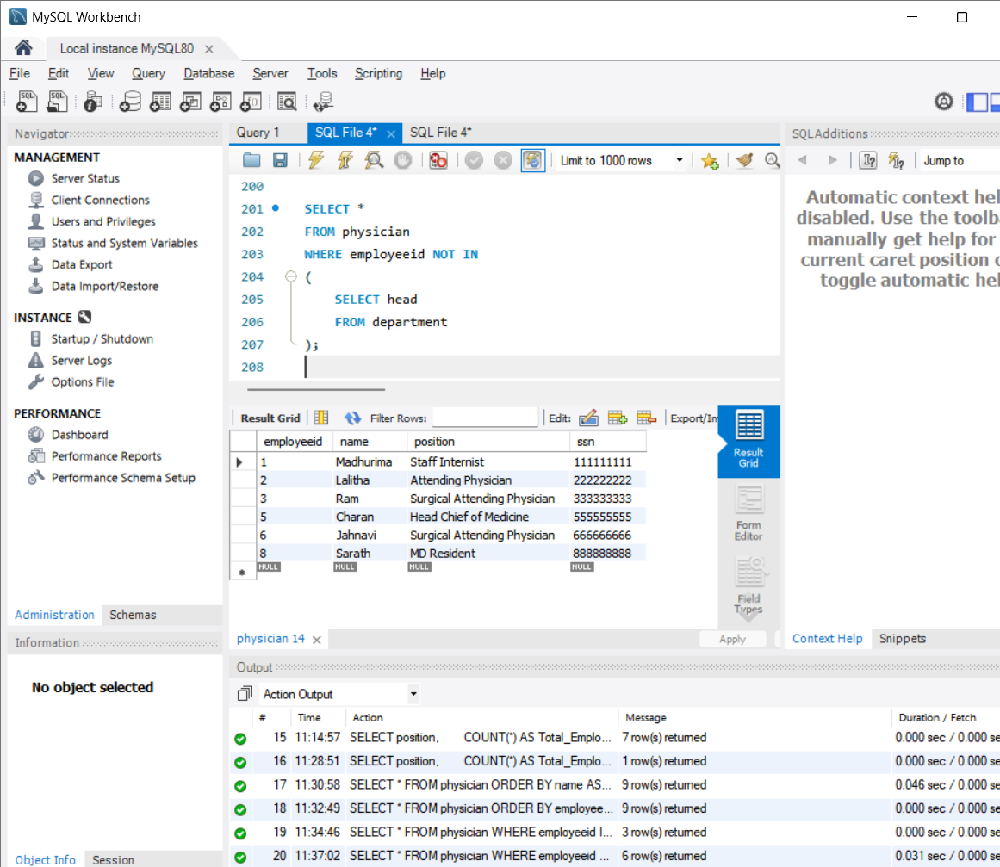 MySQL Workbench
Local instance MySQL80
File Edit View Query Database Server Tools Scripting Help
Navigator
MANAGEMENT
Server Status
Client Connections
Users and Privileges
Status and System Variables
Data Export
Data Import/Restore
INSTANCE
Startup / Shutdown
Server Logs
Options File
PERFORMANCE
Dashboard
Performance Reports
Performance Schema Setup
Administration Schemas
Information
No object selected
Object Info Session
Query 1 SQL File 4* SQL File 4*
Limit to 1000 rows
200
201 SELECT *
202 FROM physician
203 WHERE employeeid NOT IN
204 (
205 SELECT head
206 FROM department
207 );
208
Result Grid Filter Rows: Edit: Export/Im
employeeid name position ssn
1 Madhurima Staff Internist 111111111
2 Lalitha Attending Physician 222222222
3 Ram Surgical Attending Physician 333333333
5 Charan Head Chief of Medicine 555555555
6 Jahnavi Surgical Attending Physician 666666666
8 Sarath MD Resident 888888888
NULL NULL NULL NULL
Result
Grid
Form
Editor
Field
Types
physician 14 Apply
SQLAdditions
Jump to
Automatic context hel
disabled. Use the toolba
manually get help for
current caret position o
toggle automatic hel
Context Help Snippets
Output
Action Output
# Time Action Message Duration / Fetch
15 11:14:57 SELECT position, COUNT(*) AS Total_Emplo... 7 row(s) returned 0.000 sec / 0.000 se
16 11:28:51 SELECT position, COUNT(*) AS Total_Emplo... 1 row(s) returned 0.000 sec / 0.000 se
17 11:30:58 SELECT * FROM physician ORDER BY name AS... 9 row(s) returned 0.046 sec / 0.000 se
18 11:32:49 SELECT * FROM physician ORDER BY employee... 9 row(s) returned 0.000 sec / 0.000 se
19 11:34:46 SELECT * FROM physician WHERE employeeid I... 3 row(s) returned 0.000 sec / 0.000 se
20 11:37:02 SELECT * FROM physician WHERE employeeid ... 6 row(s) returned 0.031 sec / 0.000 se